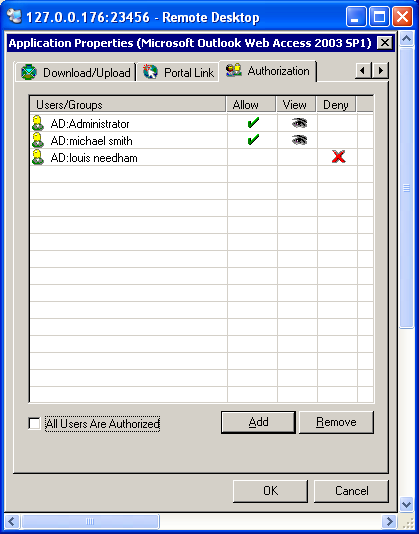 127.0.0.176:23456 - Remote Desktop
Application Properties (Microsoft Outlook Web Access 2003 SP1)
Download/Upload Portal Link Authorization
Users/Groups Allow View Deny
AD:Administrator
AD:michael smith
AD:louis needham
All Users Are Authorized Add Remove
OK Cancel